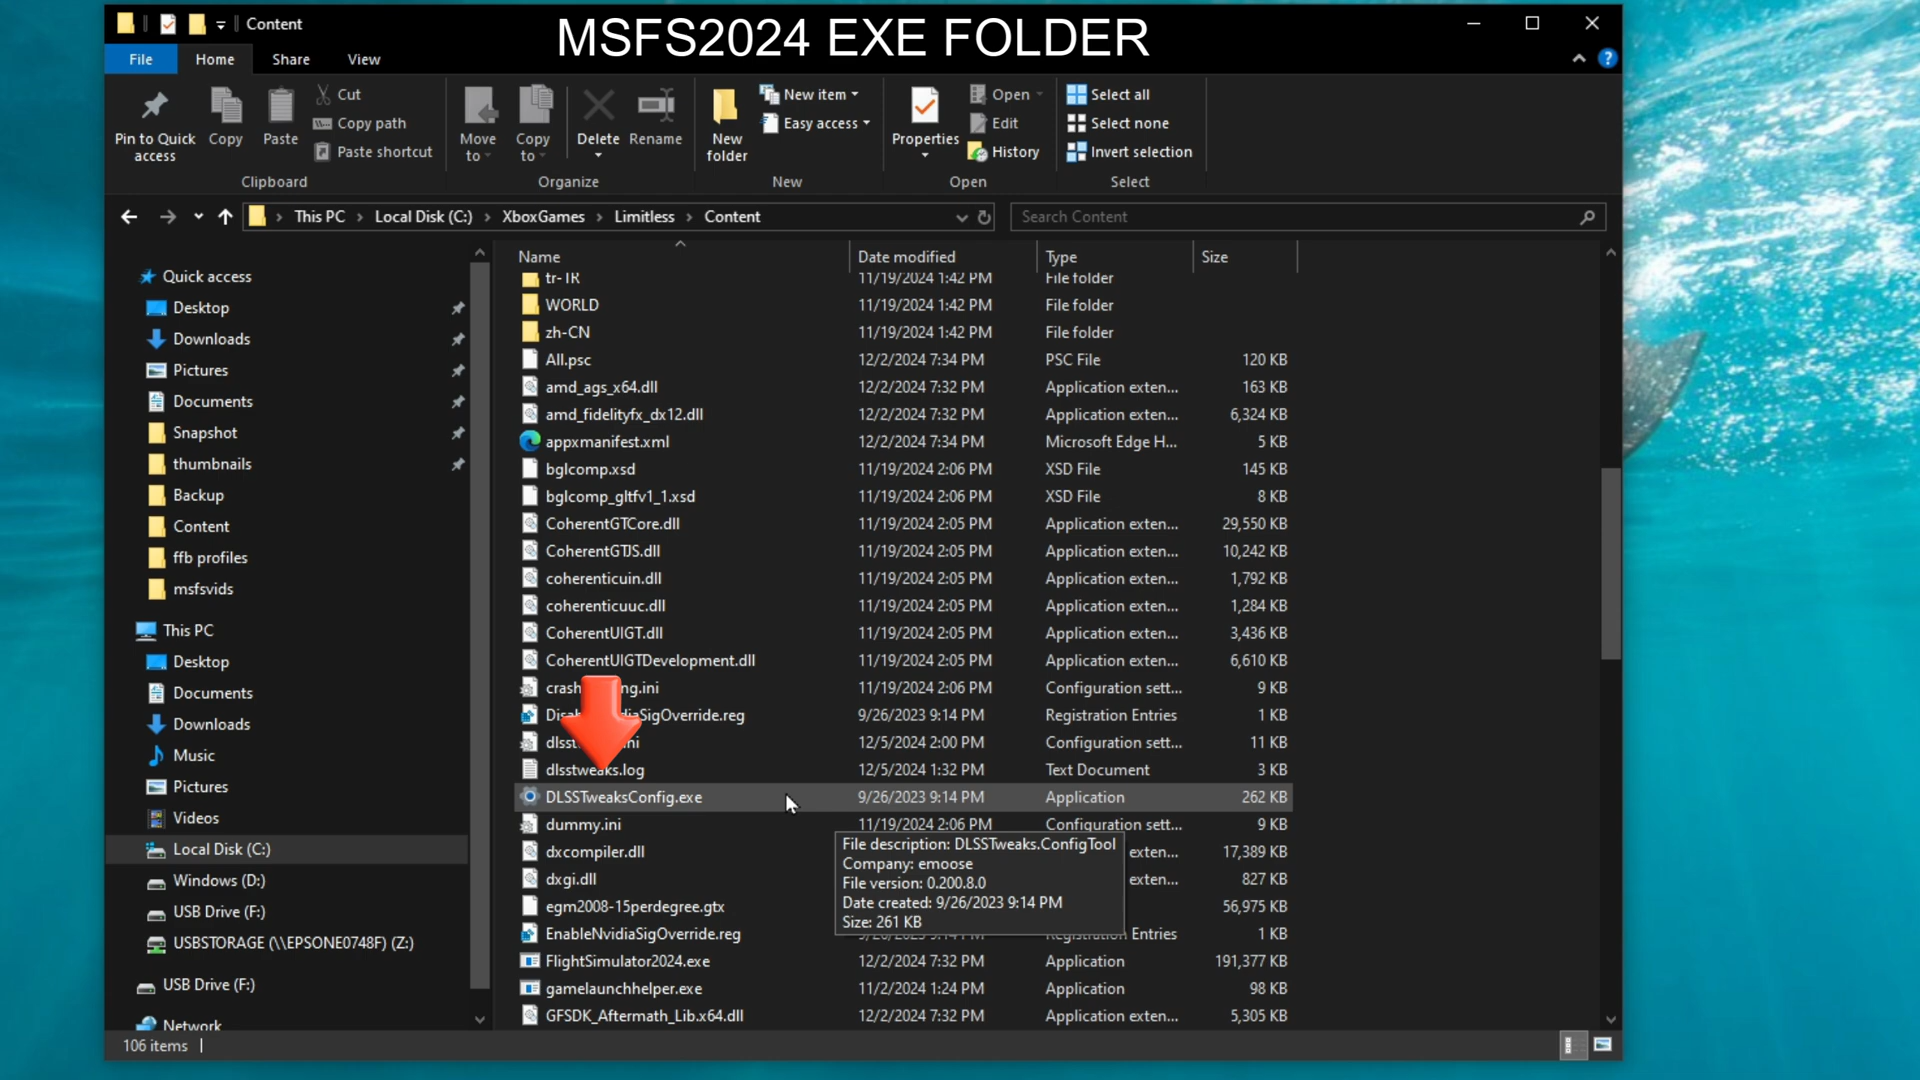 Content
MSFS2024 EXE FOLDER
File Home Share View
Pin to Quick access
Copy
Paste
Cut
Copy path
Paste shortcut
Clipboard
Move to
Copy to
Delete
Rename
Organize
New folder
New item
Easy access
New
Properties
Open
Edit
History
Open
Select all
Select none
Invert selection
Select
This PC > Local Disk (C:) > XboxGames > Limitless > Content
Search Content
Quick access
Desktop
Downloads
Pictures
Documents
Snapshot
thumbnails
Backup
Content
ffb profiles
msfsvids
This PC
Desktop
Documents
Downloads
Music
Pictures
Videos
Local Disk (C:)
Windows (D:)
USB Drive (F:)
USBSTORAGE (\\EPSONE0748F) (Z:)
USB Drive (F:)
Network
Name Date modified Type Size
tr-TR 11/19/2024 1:42 PM File folder
WORLD 11/19/2024 1:42 PM File folder
zh-CN 11/19/2024 1:42 PM File folder
All.psc 12/2/2024 7:34 PM PSC File 120 KB
amd_ags_x64.dll 12/2/2024 7:32 PM Application exten... 163 KB
amd_fidelityfx_dx12.dll 12/2/2024 7:32 PM Application exten... 6,324 KB
appxmanifest.xml 12/2/2024 7:34 PM Microsoft Edge H... 5 KB
bglcomp.xsd 11/19/2024 2:06 PM XSD File 145 KB
bglcomp_gltfv1_1.xsd 11/19/2024 2:06 PM XSD File 8 KB
CoherentGTCore.dll 11/19/2024 2:05 PM Application exten... 29,550 KB
CoherentGTJS.dll 11/19/2024 2:05 PM Application exten... 10,242 KB
coherenticuin.dll 11/19/2024 2:05 PM Application exten... 1,792 KB
coherenticuuc.dll 11/19/2024 2:05 PM Application exten... 1,284 KB
CoherentUIGT.dll 11/19/2024 2:05 PM Application exten... 3,436 KB
CoherentUIGTDevelopment.dll 11/19/2024 2:05 PM Application exten... 6,610 KB
11/19/2024 2:06 PM Configuration sett... 9 KB
9/26/2023 9:14 PM Registration Entries 1 KB
12/5/2024 2:00 PM Configuration sett... 11 KB
dlsstweaks.log 12/5/2024 1:32 PM Text Document 3 KB
DLSSTweaksConfig.exe 9/26/2023 9:14 PM Application 262 KB
dummy.ini 11/19/2024 2:06 PM Configuration sett... 9 KB
dxcompiler.dll exten... 17,389 KB
dxgi.dll exten... 827 KB
egm2008-15perdegree.gtx 56,975 KB
EnableNvidiaSigOverride.reg Entries 1 KB
FlightSimulator2024.exe 12/2/2024 7:32 PM Application 191,377 KB
gamelaunchhelper.exe 11/2/2024 1:24 PM Application 98 KB
GFSDK_Aftermath_Lib.x64.dll 12/2/2024 7:32 PM Application exten... 5,305 KB
File description: DLSSTweaks.ConfigTool
Company: emoose
File version: 0.200.8.0
Date created: 9/26/2023 9:14 PM
Size: 261 KB
106 items